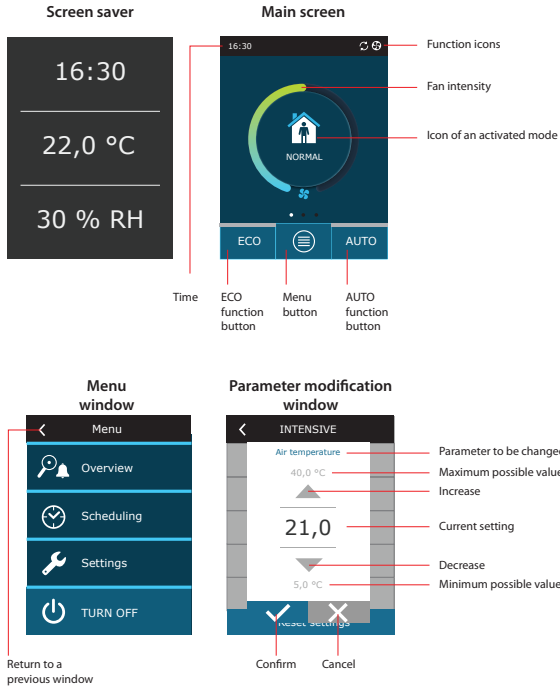 Screen saver
Main screen
16:30
22,0 °C
30 % RH
16:30
NORMAL
ECO
AUTO
Function icons
Fan intensity
Icon of an activated mode
Time
ECO
function
button
Menu
button
AUTO
function
button
Menu
window
Menu
Overview
Scheduling
Settings
TURN OFF
Return to a
previous window
Parameter modification
window
INTENSIVE
Air temperature
40,0 °C
21,0
5,0 °C
Reset settings
Parameter to be changed
Maximum possible value
Increase
Current setting
Decrease
Minimum possible value
Confirm
Cancel